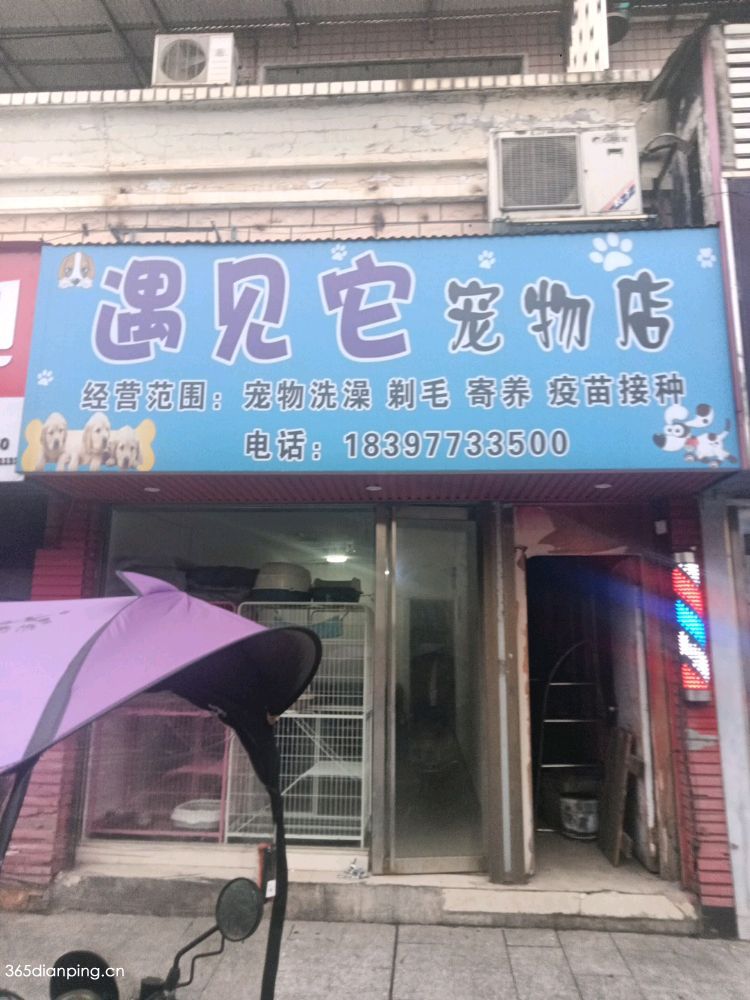 遇见它宠物店
经营范围：宠物洗澡 剃毛 寄养 疫苗接种
电话：18397733500
365dianping.cn